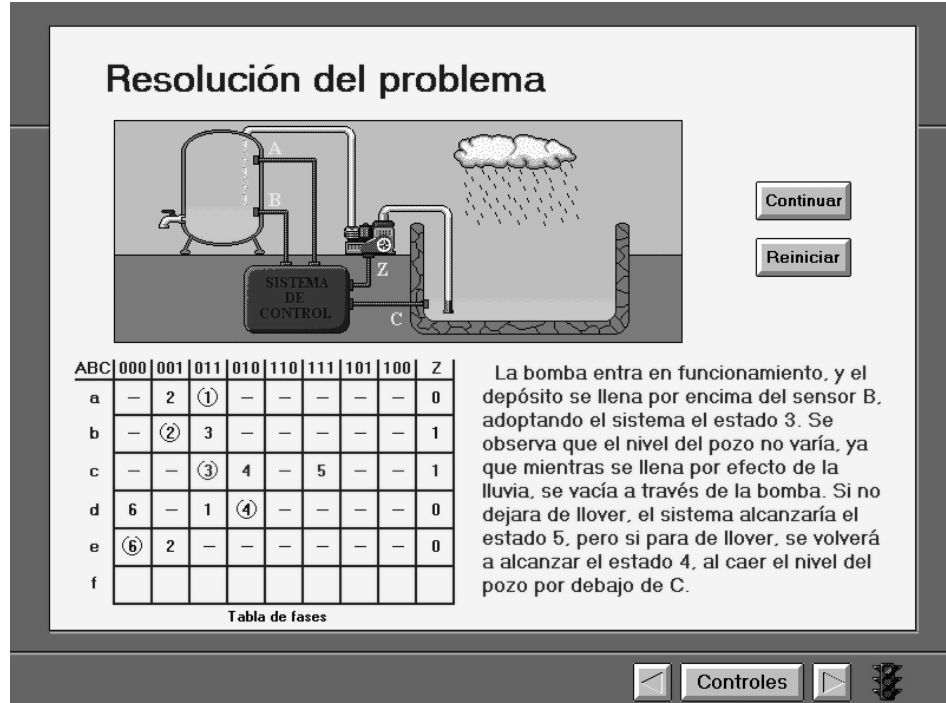 Resolución del problema
A
B
Z
SISTEMA
DE
CONTROL
C
Continuar
Reiniciar
ABC 000 001 011 010 110 111 101 100 Z
a – 2 ① – – – – – 0
b – ② 3 – – – – – 1
c – – ③ 4 – 5 – – 1
d 6 – 1 ④ – – – – 0
e ⑥ 2 – – – – – – 0
f
Tabla de fases
La bomba entra en funcionamiento, y el
depósito se llena por encima del sensor B,
adoptando el sistema el estado 3. Se
observa que el nivel del pozo no varía, ya
que mientras se llena por efecto de la
lluvia, se vacía a través de la bomba. Si no
dejara de llover, el sistema alcanzaría el
estado 5, pero si para de llover, se volverá
a alcanzar el estado 4, al caer el nivel del
pozo por debajo de C.
Controles